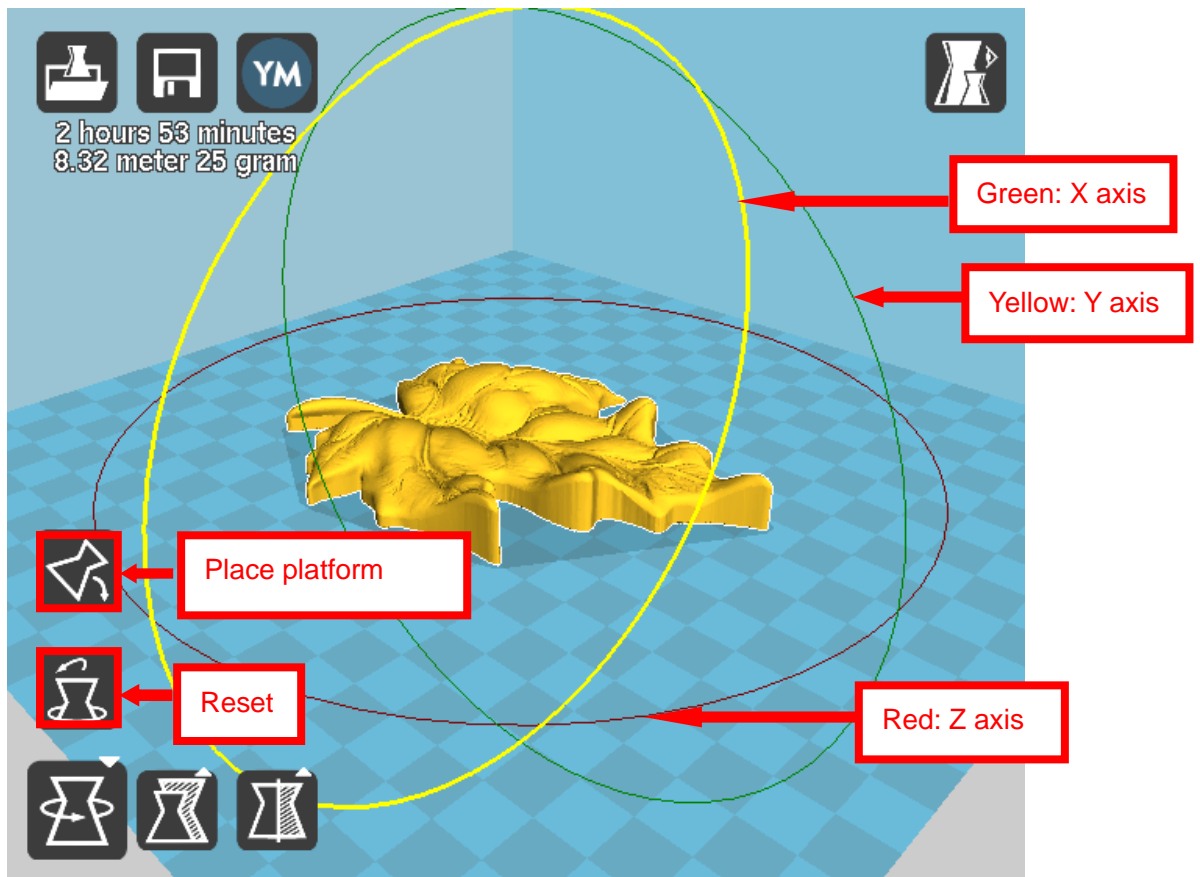 YM
2 hours 53 minutes
8.32 meter 25 gram
Green: X axis
Yellow: Y axis
Place platform
Reset
Red: Z axis